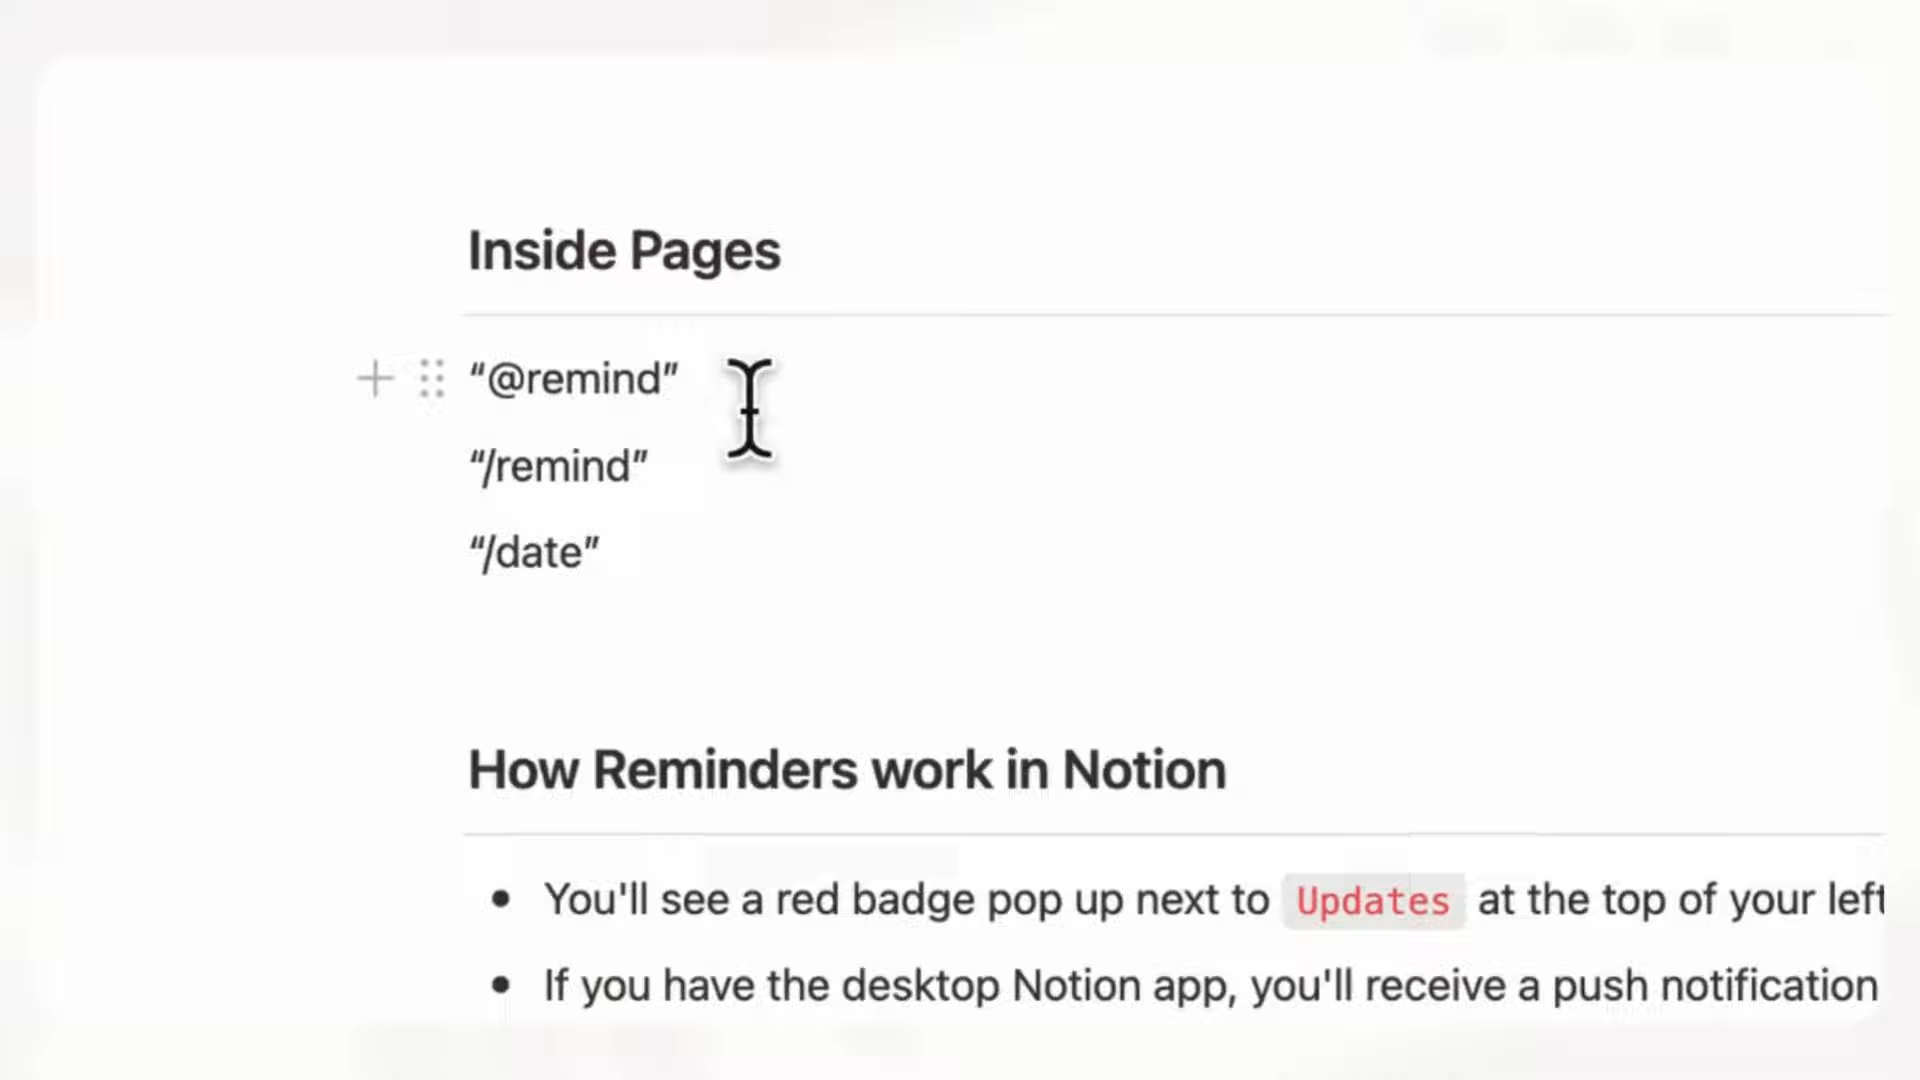 Inside Pages
“@remind”
“/remind”
“/date”
How Reminders work in Notion
• You'll see a red badge pop up next to Updates at the top of your left
• If you have the desktop Notion app, you'll receive a push notification